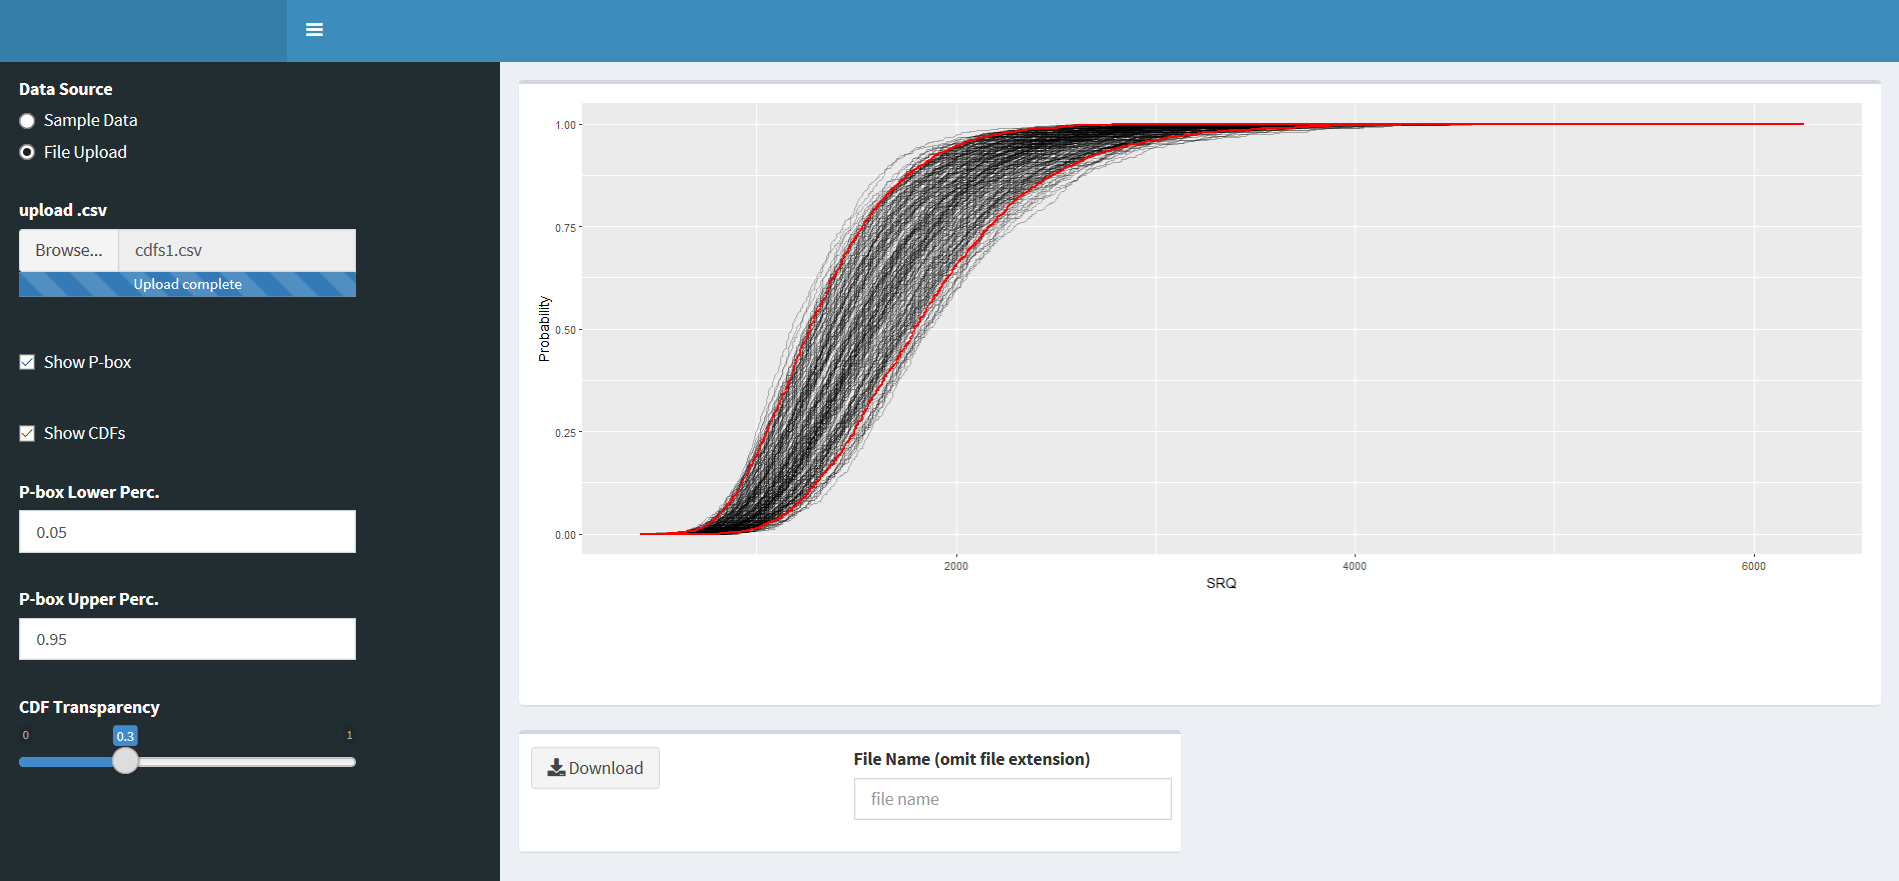 Data Source
Sample Data
File Upload
upload .csv
Browse... cdfs1.csv
Upload complete
Show P-box
Show CDFs
P-box Lower Perc.
0.05
P-box Upper Perc.
0.95
CDF Transparency
0 0.3 1
1.00
0.75
0.50
0.25
0.00
Probability
2000 4000 6000
SRQ
Download
File Name (omit file extension)
file name